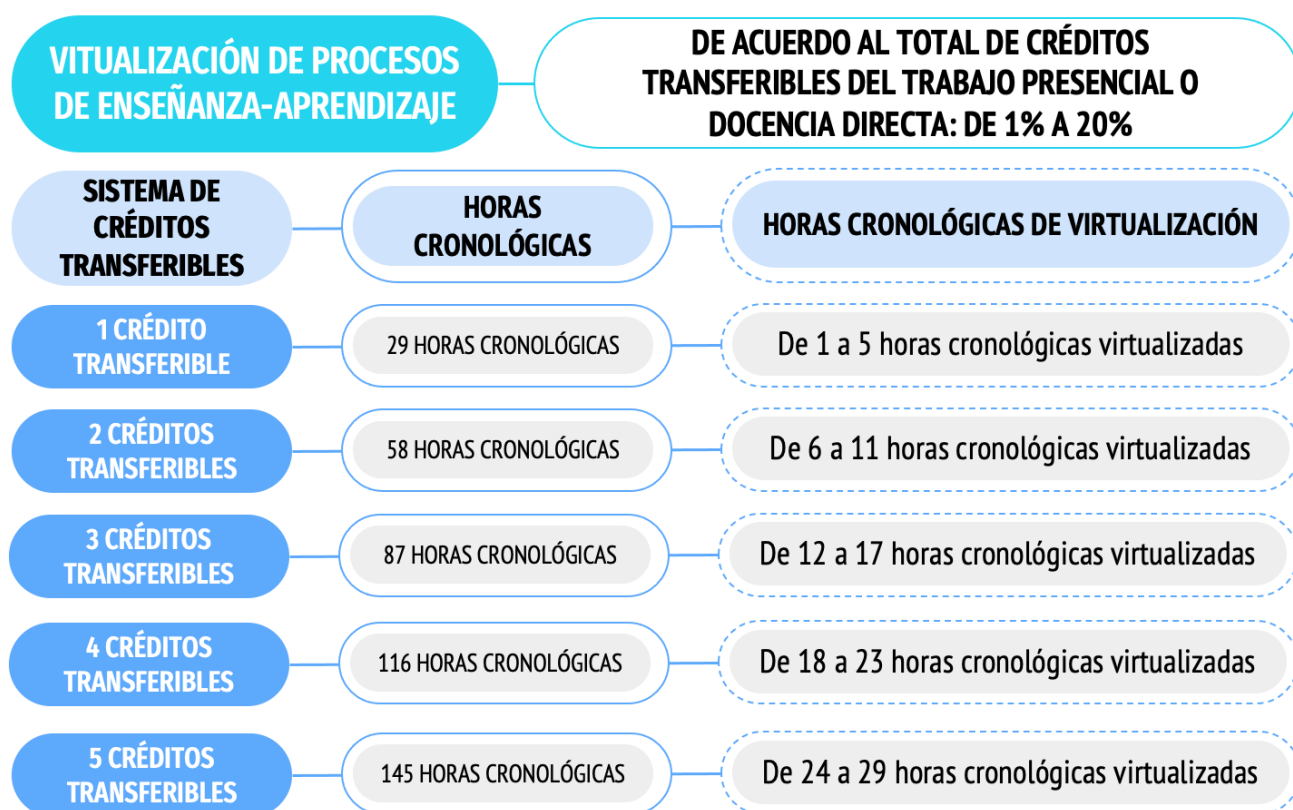 VITUALIZACIÓN DE PROCESOS
DE ENSEÑANZA-APRENDIZAJE
DE ACUERDO AL TOTAL DE CRÉDITOS
TRANSFERIBLES DEL TRABAJO PRESENCIAL O
DOCENCIA DIRECTA: DE 1% A 20%
SISTEMA DE
CRÉDITOS
TRANSFERIBLES
HORAS
CRONOLÓGICAS
HORAS CRONOLÓGICAS DE VIRTUALIZACIÓN
1 CRÉDITO
TRANSFERIBLE
29 HORAS CRONOLÓGICAS
De 1 a 5 horas cronológicas virtualizadas
2 CRÉDITOS
TRANSFERIBLES
58 HORAS CRONOLÓGICAS
De 6 a 11 horas cronológicas virtualizadas
3 CRÉDITOS
TRANSFERIBLES
87 HORAS CRONOLÓGICAS
De 12 a 17 horas cronológicas virtualizadas
4 CRÉDITOS
TRANSFERIBLES
116 HORAS CRONOLÓGICAS
De 18 a 23 horas cronológicas virtualizadas
5 CRÉDITOS
TRANSFERIBLES
145 HORAS CRONOLÓGICAS
De 24 a 29 horas cronológicas virtualizadas